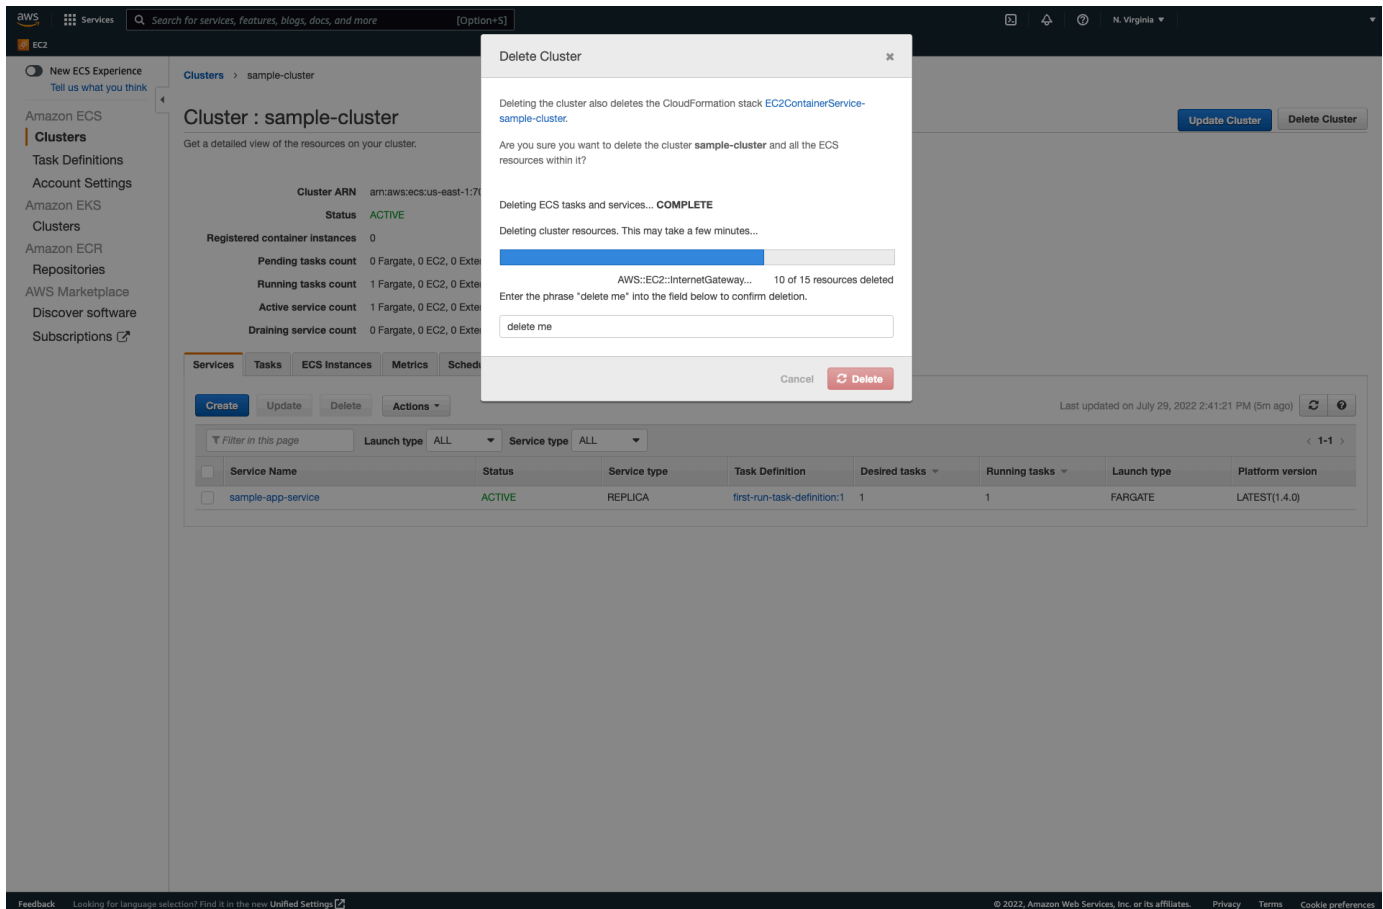 aws
Services
Search for services, features, blogs, docs, and more
[Option+S]
N. Virginia
EC2
New ECS Experience
Tell us what you think
Amazon ECS
Clusters
Task Definitions
Account Settings
Amazon EKS
Clusters
Amazon ECR
Repositories
AWS Marketplace
Discover software
Subscriptions
Clusters > sample-cluster
Cluster : sample-cluster
Get a detailed view of the resources on your cluster.
Update Cluster
Delete Cluster
Cluster ARN arn:aws:ecs:us-east-1:70
Status ACTIVE
Registered container instances 0
Pending tasks count 0 Fargate, 0 EC2, 0 Exter
Running tasks count 1 Fargate, 0 EC2, 0 Exter
Active service count 1 Fargate, 0 EC2, 0 Exter
Draining service count 0 Fargate, 0 EC2, 0 Exter
Delete Cluster
Deleting the cluster also deletes the CloudFormation stack EC2ContainerService-
sample-cluster.
Are you sure you want to delete the cluster sample-cluster and all the ECS
resources within it?
Deleting ECS tasks and services... COMPLETE
Deleting cluster resources. This may take a few minutes...
AWS::EC2::InternetGateway... 10 of 15 resources deleted
Enter the phrase "delete me" into the field below to confirm deletion.
delete me
Cancel Delete
Services Tasks ECS Instances Metrics Sched
Create Update Delete Actions
Last updated on July 29, 2022 2:41:21 PM (5m ago)
Filter in this page Launch type ALL Service type ALL
< 1-1 >
Service Name Status Service type Task Definition Desired tasks Running tasks Launch type Platform version
sample-app-service ACTIVE REPLICA first-run-task-definition:1 1 1 FARGATE LATEST(1.4.0)
Feedback Looking for language selection? Find it in the new Unified Settings
© 2022, Amazon Web Services, Inc. or its affiliates. Privacy Terms Cookie preferences